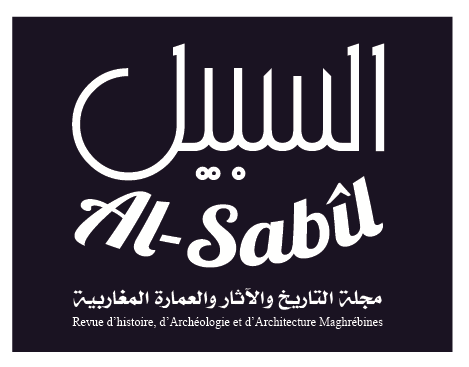 السبيل
Al-Sabîl
مجلة التاريخ والآثار والعمارة المغاربية
Revue d'histoire, d'Archéologie et d'Architecture Maghrébines